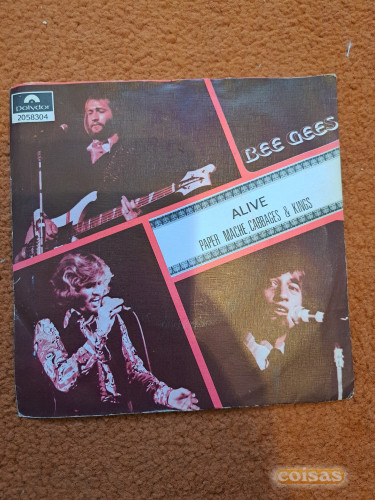 polydor
2058304
BEE GEES
ALIVE
PAPER MACHE, CABBAGES & KINGS
coisas